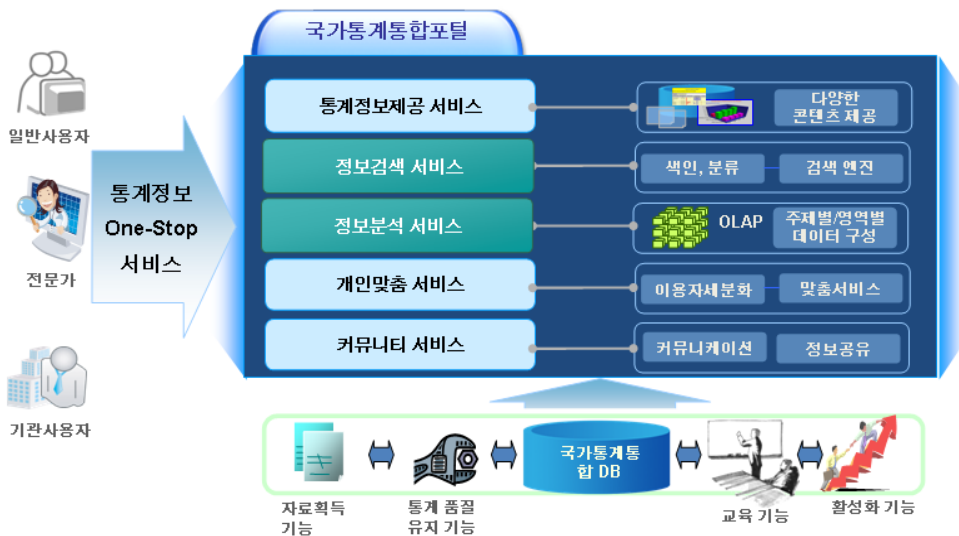 국가통계통합포털
일반사용자
전문가
기관사용자
통계정보
One-Stop
서비스
통계정보제공 서비스
다양한
콘텐츠 제공
정보검색 서비스
색인, 분류
검색 엔진
정보분석 서비스
OLAP
주제별/영역별
데이터 구성
개인맞춤 서비스
이용자세분화
맞춤서비스
커뮤니티 서비스
커뮤니케이션
정보공유
국가통계통
합 DB
자료획득
기능
통계 품질
유지 기능
교육 기능
활성화 기능